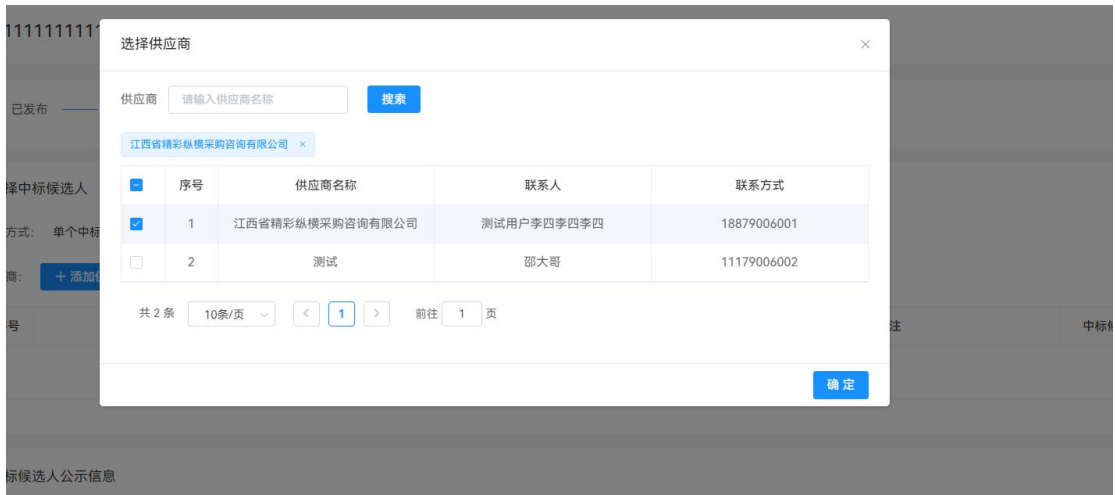 111111111
选择供应商
供应商 请输入供应商名称 搜索
已发布
江西省精彩纵横采购咨询有限公司 ×
序号 供应商名称 联系人 联系方式
择中标候选人
1 江西省精彩纵横采购咨询有限公司 测试用户李四李四李四 18879006001
方式: 单个中标
2 测试 邵大哥 11179006002
商: + 添加
共 2 条 10条/页 < 1 > 前往 1 页
号 注 中标
确 定
标候选人公示信息